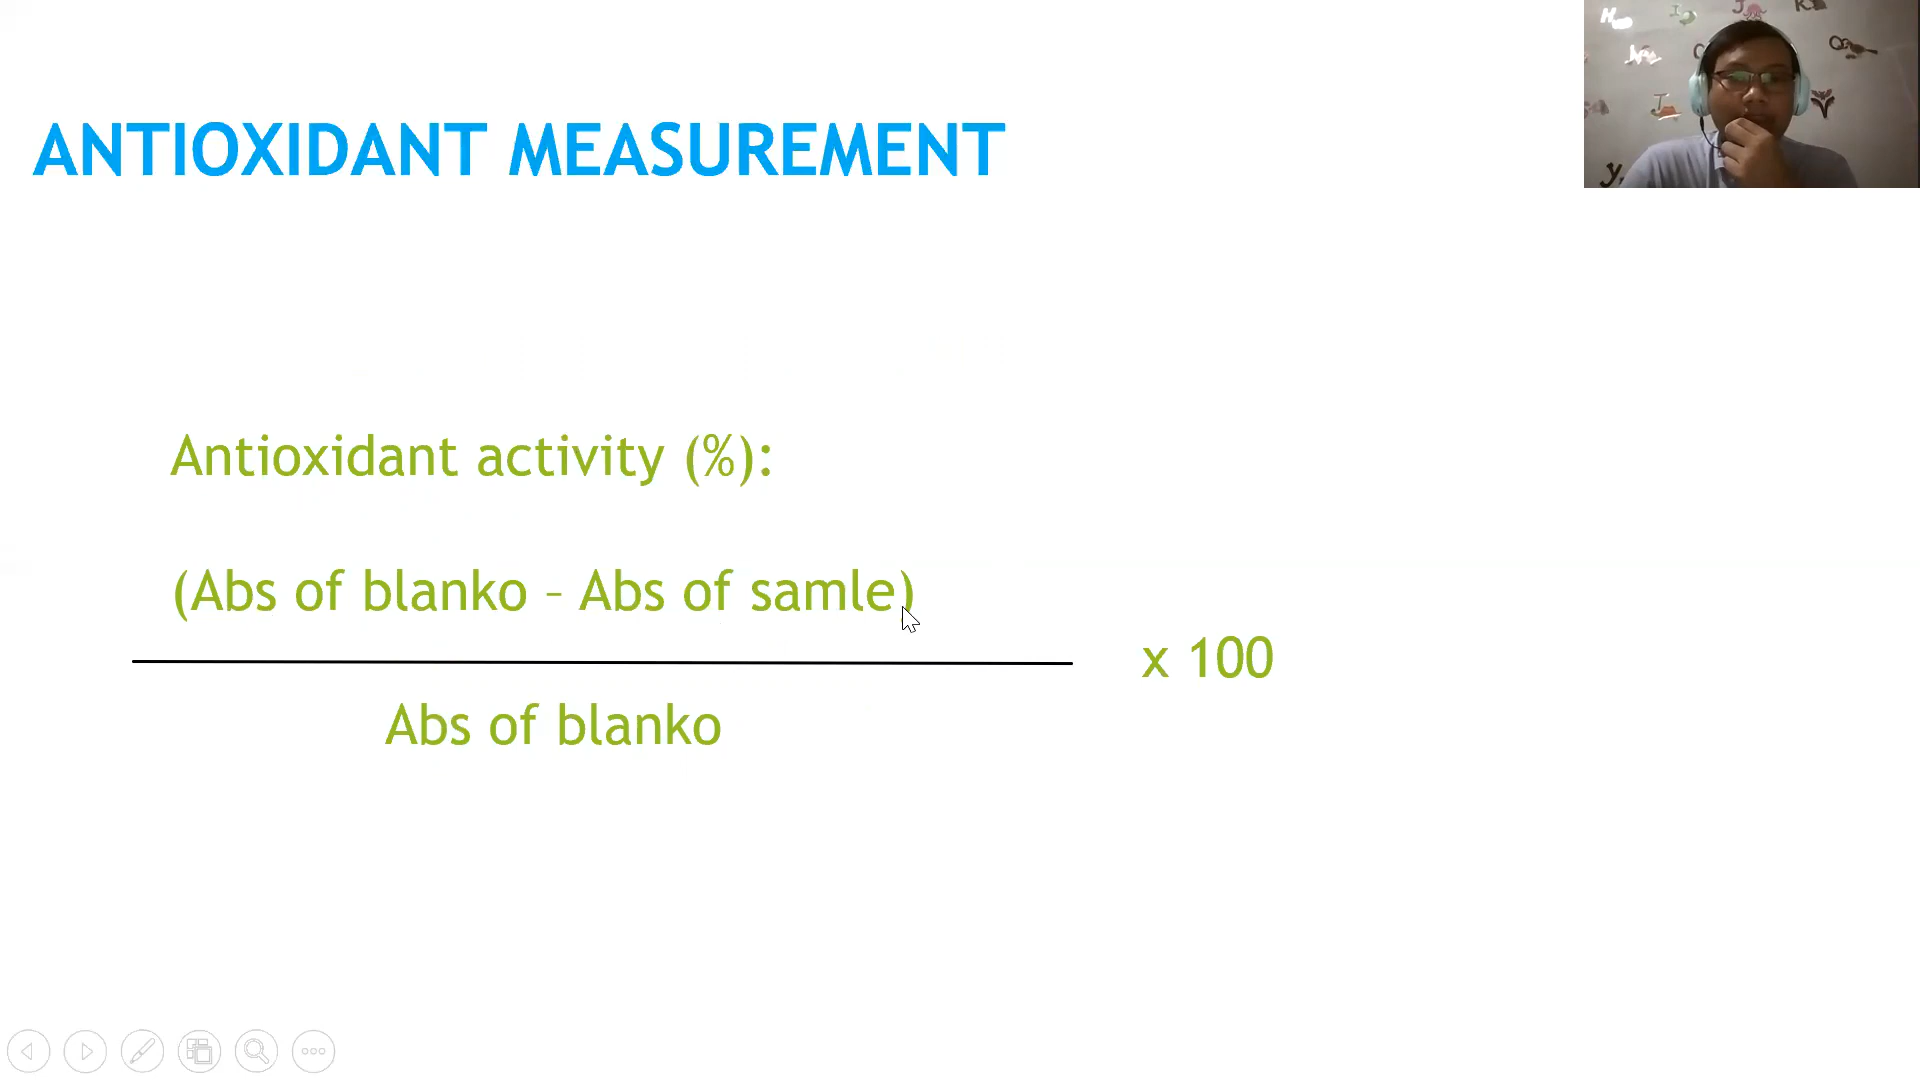 ANTIOXIDANT MEASUREMENT
Antioxidant activity (%):
(Abs of blanko – Abs of samle)
x 100
Abs of blanko